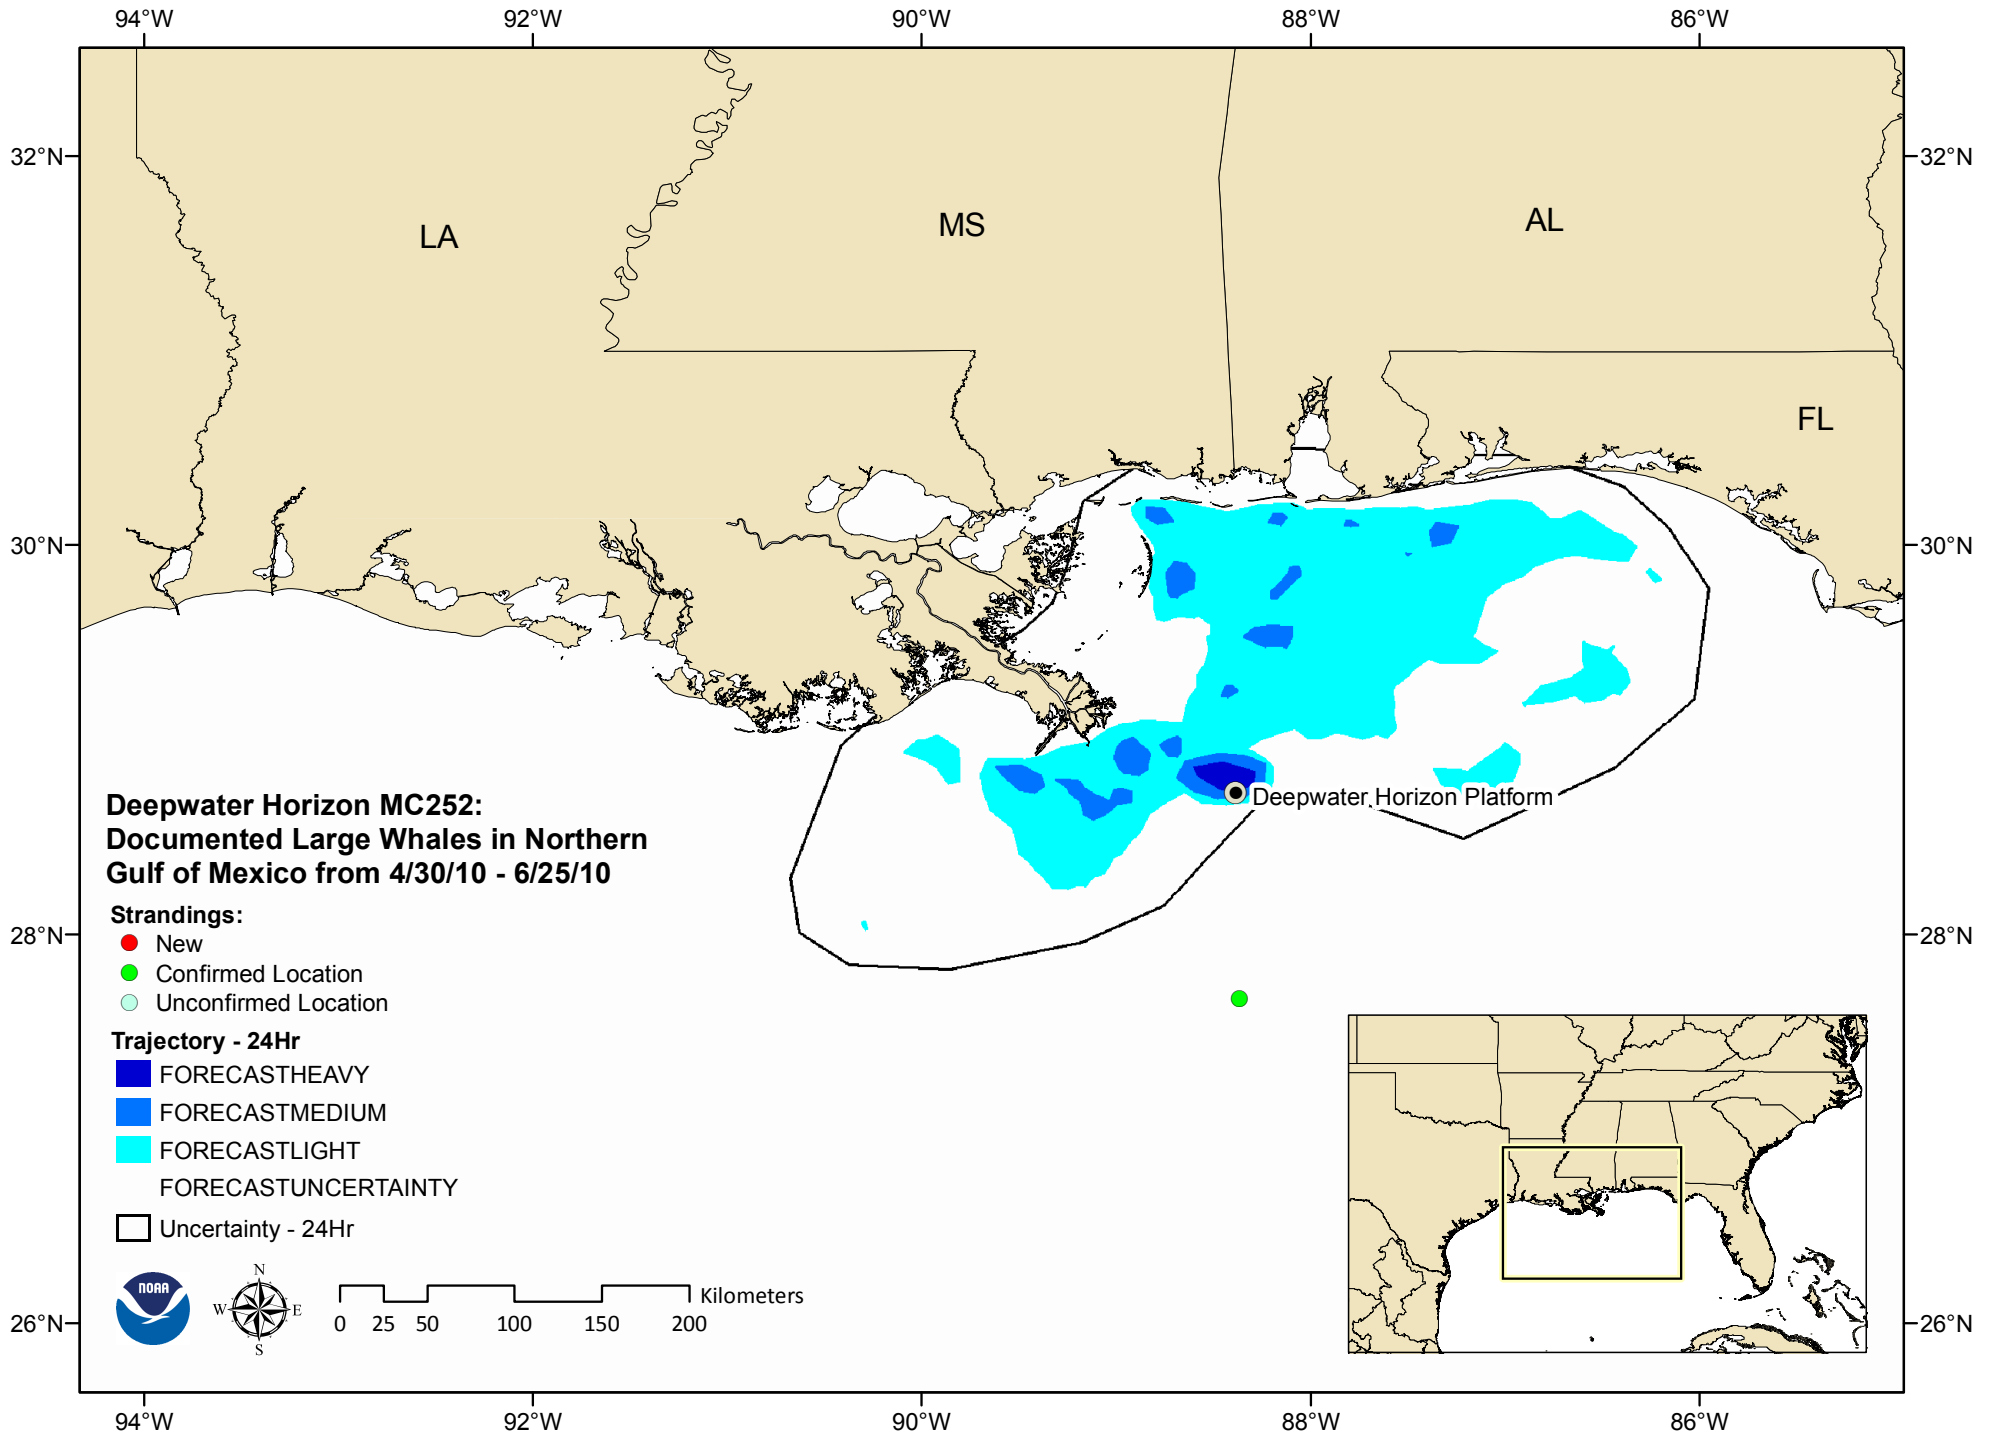 94°W 92°W 90°W 88°W 86°W
32°N 32°N
LA MS AL
FL
30°N 30°N
Deepwater Horizon Platform
Deepwater Horizon MC252:
Documented Large Whales in Northern
Gulf of Mexico from 4/30/10 - 6/25/10
Strandings:
28°N 28°N
New
Confirmed Location
Unconfirmed Location
Trajectory - 24Hr
FORECASTHEAVY
FORECASTMEDIUM
FORECASTLIGHT
FORECASTUNCERTAINTY
Uncertainty - 24Hr
NOAA
N
W E
S
Kilometers
0 25 50 100 150 200
26°N 26°N
94°W 92°W 90°W 88°W 86°W